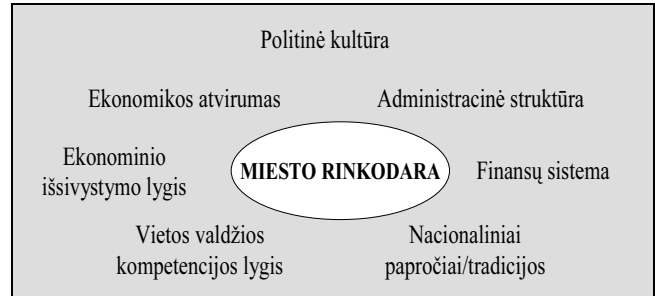 Politinė kultūra
Ekonomikos atvirumas
Administracinė struktūra
Ekonominio
išsivystymo lygis
MIESTO RINKODARA
Finansų sistema
Vietos valdžios
kompetencijos lygis
Nacionaliniai
papročiai/tradicijos